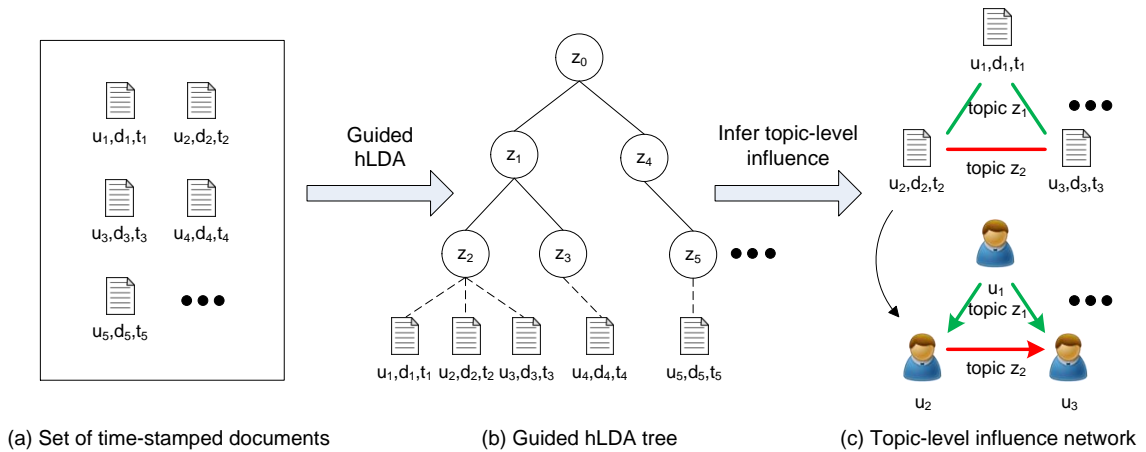 u1,d1,t1
u2,d2,t2
u3,d3,t3
u4,d4,t4
u5,d5,t5
(a) Set of time-stamped documents
Guided
hLDA
z0
z1
z4
z2
z3
z5
u1,d1,t1
u2,d2,t2
u3,d3,t3
u4,d4,t4
u5,d5,t5
(b) Guided hLDA tree
Infer topic-level
influence
u1,d1,t1
topic z1
u2,d2,t2
topic z2
u3,d3,t3
u1
topic z1
topic z2
u2
u3
(c) Topic-level influence network